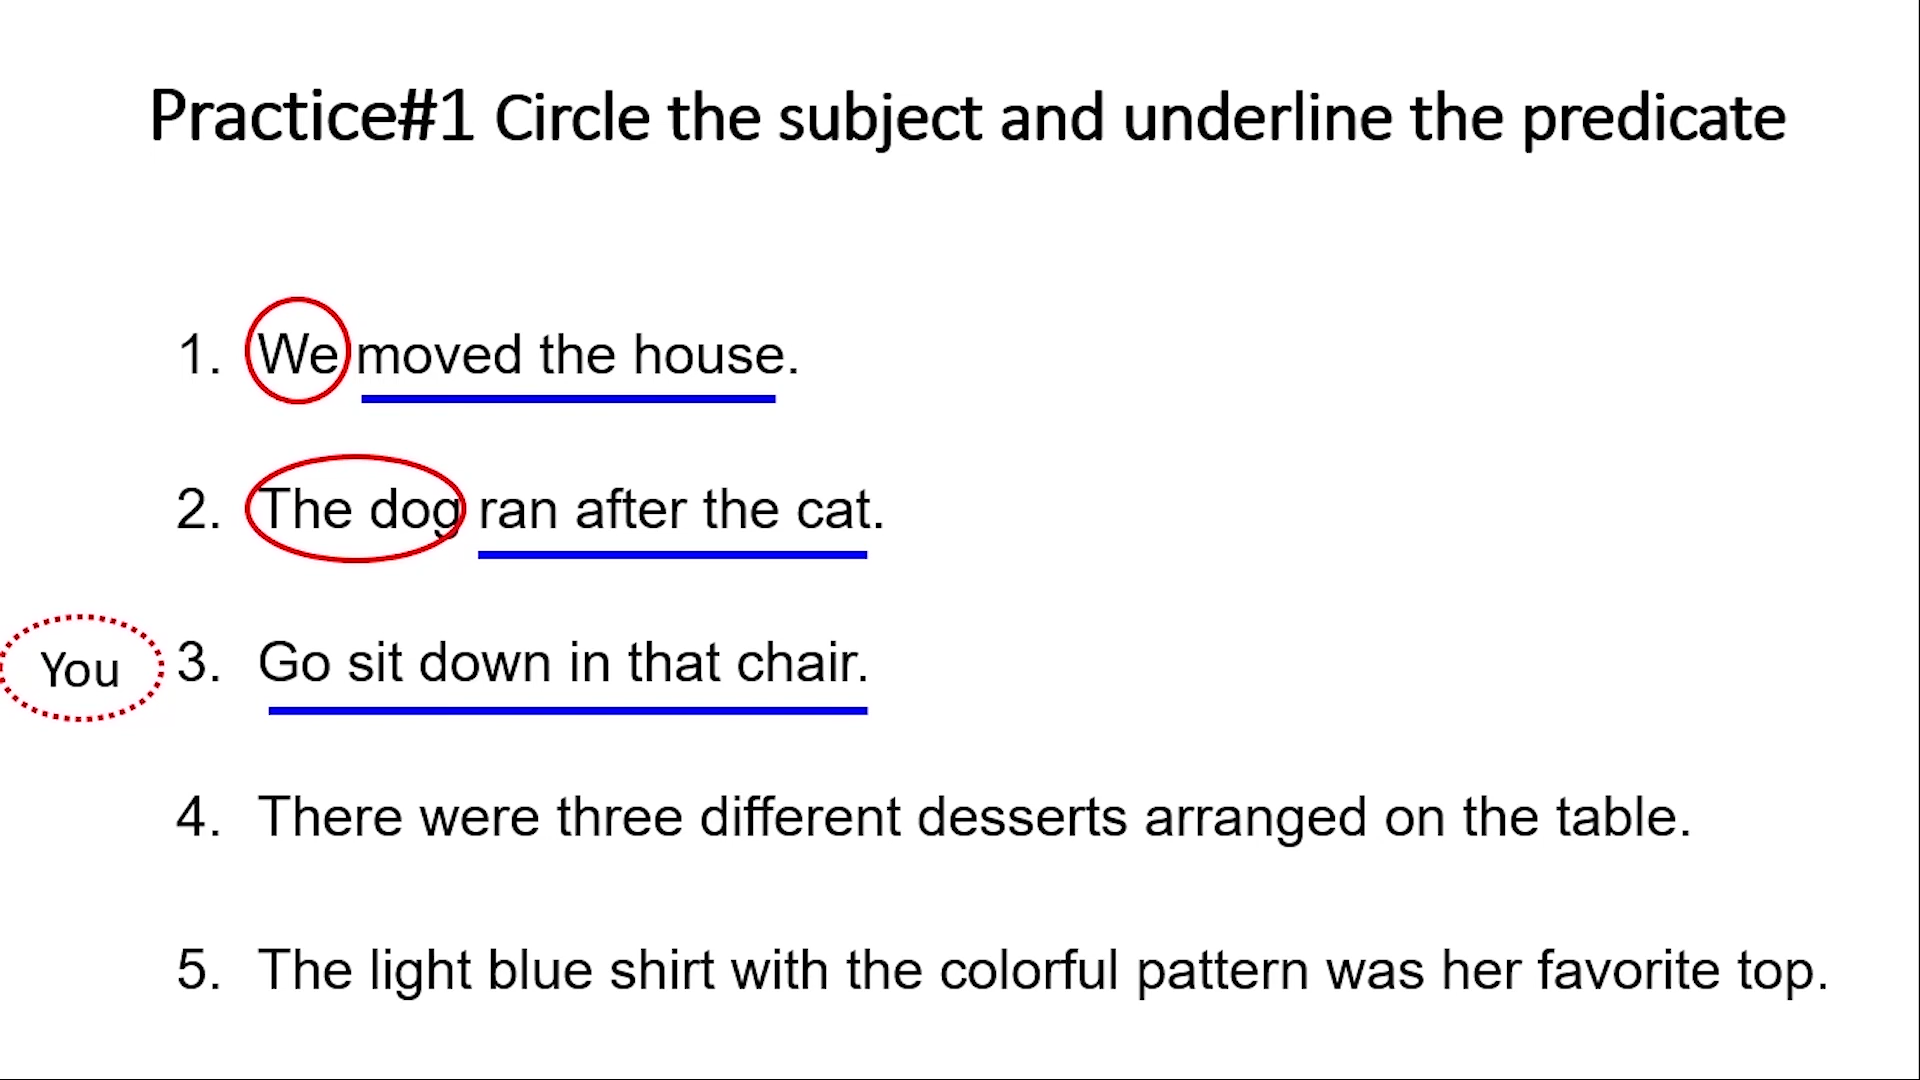 Practice#1 Circle the subject and underline the predicate
1. We moved the house.
2. The dog ran after the cat.
You 3. Go sit down in that chair.
4. There were three different desserts arranged on the table.
5. The light blue shirt with the colorful pattern was her favorite top.